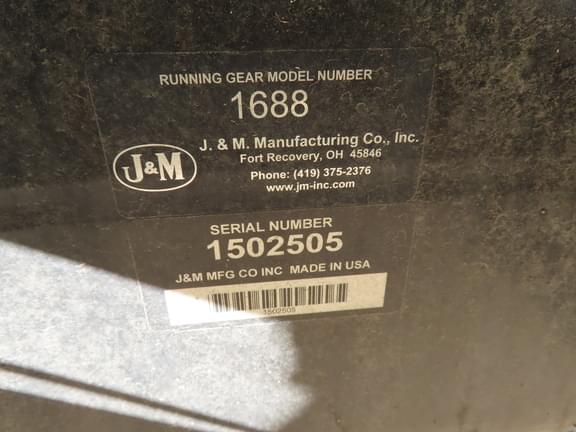 RUNNING GEAR MODEL NUMBER
1688
J&M
J. & M. Manufacturing Co., Inc.
Fort Recovery, OH 45846
Phone: (419) 375-2376
www.jm-inc.com
SERIAL NUMBER
1502505
J&M MFG CO INC MADE IN USA
1502505